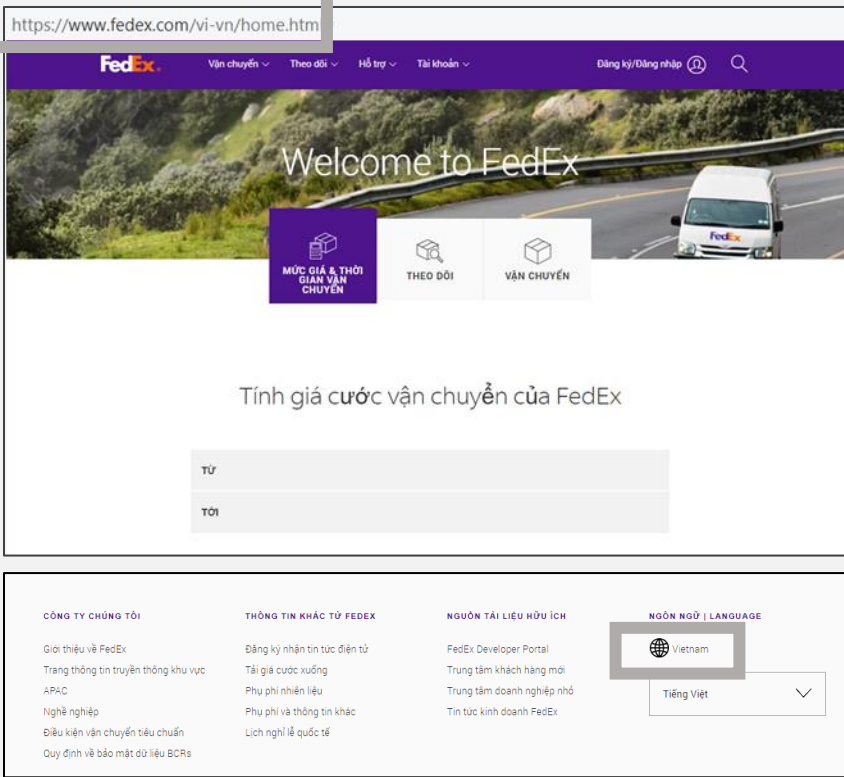 https://www.fedex.com/vi-vn/home.html
FedEx. Vận chuyển Theo dõi Hỗ trợ Tài khoản Đăng ký/Đăng nhập
Welcome to FedEx
FedEx
MỨC GIÁ & THỜI
GIAN VẬN
CHUYỂN
THEO DÕI
VẬN CHUYỂN
Tính giá cước vận chuyển của FedEx
TỪ
TỚI
CÔNG TY CHÚNG TÔI
Giới thiệu về FedEx
Trang thông tin truyền thông khu vực
APAC
Nghề nghiệp
Điều kiện vận chuyển tiêu chuẩn
Quy định về bảo mật dữ liệu BCRs
THÔNG TIN KHÁC TỪ FEDEX
Đăng ký nhận tin tức điện tử
Tải giá cước xuống
Phụ phí nhiên liệu
Phụ phí và thông tin khác
Lịch nghỉ lễ quốc tế
NGUỒN TÀI LIỆU HỮU ÍCH
FedEx Developer Portal
Trung tâm khách hàng mới
Trung tâm doanh nghiệp nhỏ
Tin tức kinh doanh FedEx
NGÔN NGỮ | LANGUAGE
Vietnam
Tiếng Việt